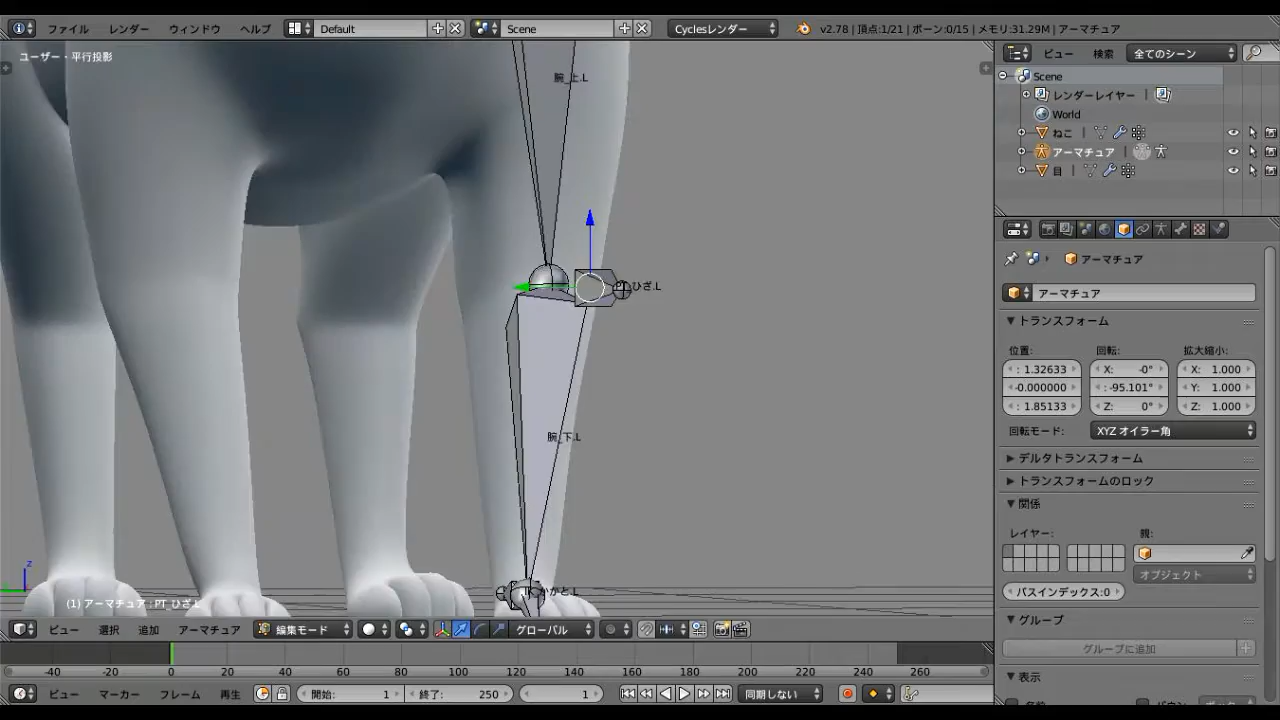 ファイル レンダー ウィンドウ ヘルプ Default Scene Cyclesレンダー v2.78 | 頂点:1/21 | ボーン:0/15 | メモリ:31.29M | アーマチュア
ユーザー・平行投影
腕_上.L
PT_ひざ.L
腕_下.L
かかと.L
z
(1) アーマチュア : PT_ひざ.L
ビュー 検索 全てのシーン
Scene
レンダーレイヤー
World
ねこ
アーマチュア
目
アーマチュア
アーマチュア
▼トランスフォーム
位置: 回転: 拡大縮小:
: 1.32633 X: -0° X: 1.000
-0.000000 : -95.101° Y: 1.000
: 1.85133 Z: 0° Z: 1.000
回転モード: XYZ オイラー角
▶デルタトランスフォーム
▶トランスフォームのロック
▼関係
レイヤー: 親:
オブジェクト
パスインデックス:0
▼グループ
グループに追加
▼表示
ビュー 選択 追加 アーマチュア 編集モード グローバル
-40 -20 0 20 40 60 80 100 120 140 160 180 200 220 240 260
ビュー マーカー フレーム 再生 開始: 1 終了: 250 1 同期しない